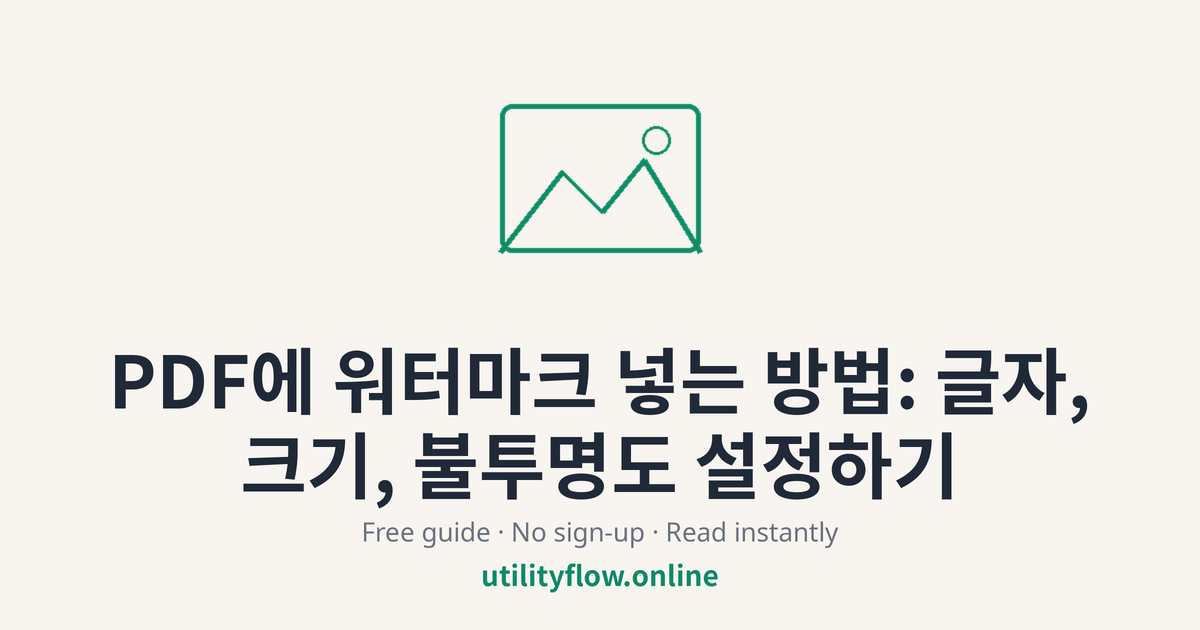 PDF에 워터마크 넣는 방법: 글자,
크기, 불투명도 설정하기
Free guide · No sign-up · Read instantly
utilityflow.online